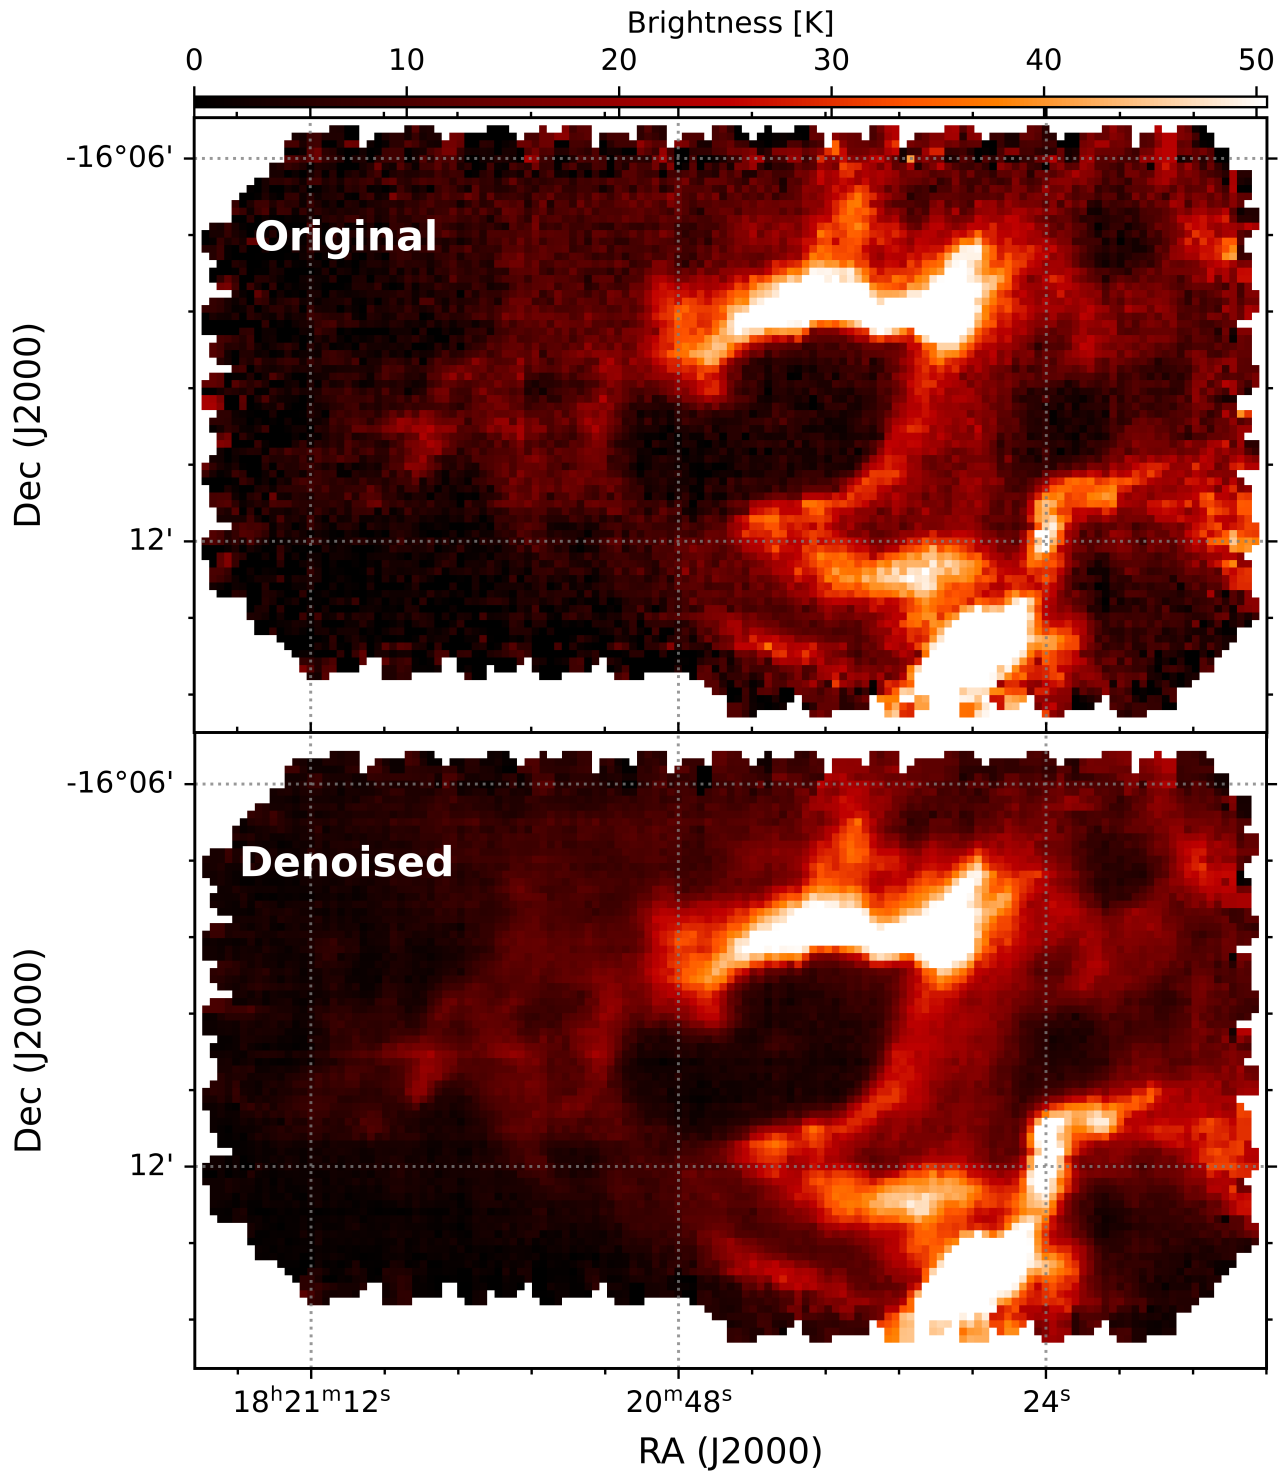 Brightness [K]
0 10 20 30 40 50
-16°06'
Original
Dec (J2000)
12'
-16°06'
Denoised
Dec (J2000)
12'
18h21m12s 20m48s 24s
RA (J2000)